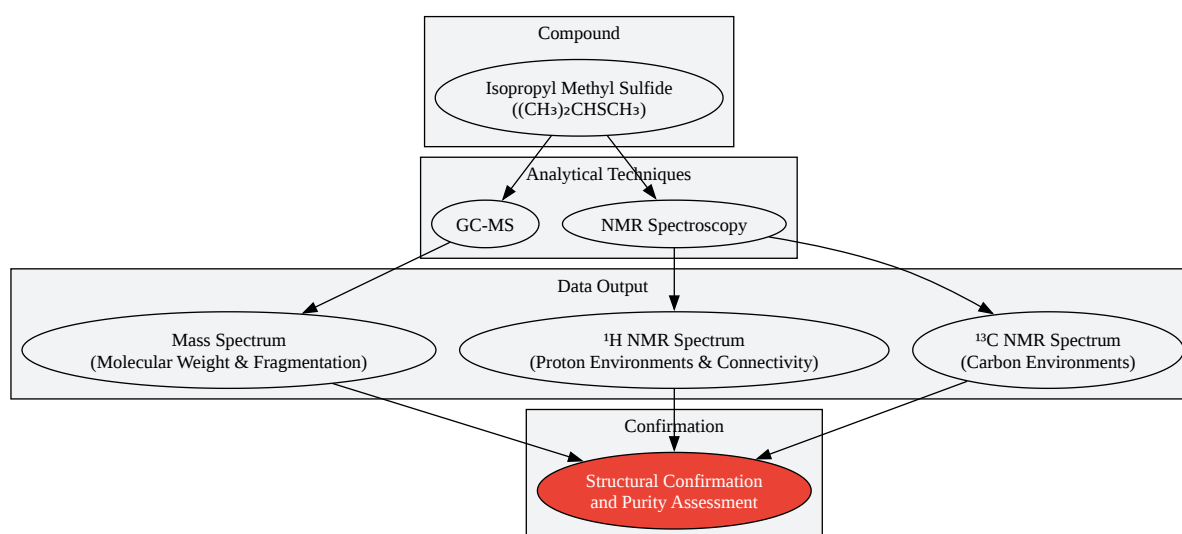 Compound
Isopropyl Methyl Sulfide
((CH₃)₂CHSCH₃)
Analytical Techniques
GC-MS
NMR Spectroscopy
Data Output
Mass Spectrum
(Molecular Weight & Fragmentation)
¹H NMR Spectrum
(Proton Environments & Connectivity)
¹³C NMR Spectrum
(Carbon Environments)
Confirmation
Structural Confirmation
and Purity Assessment